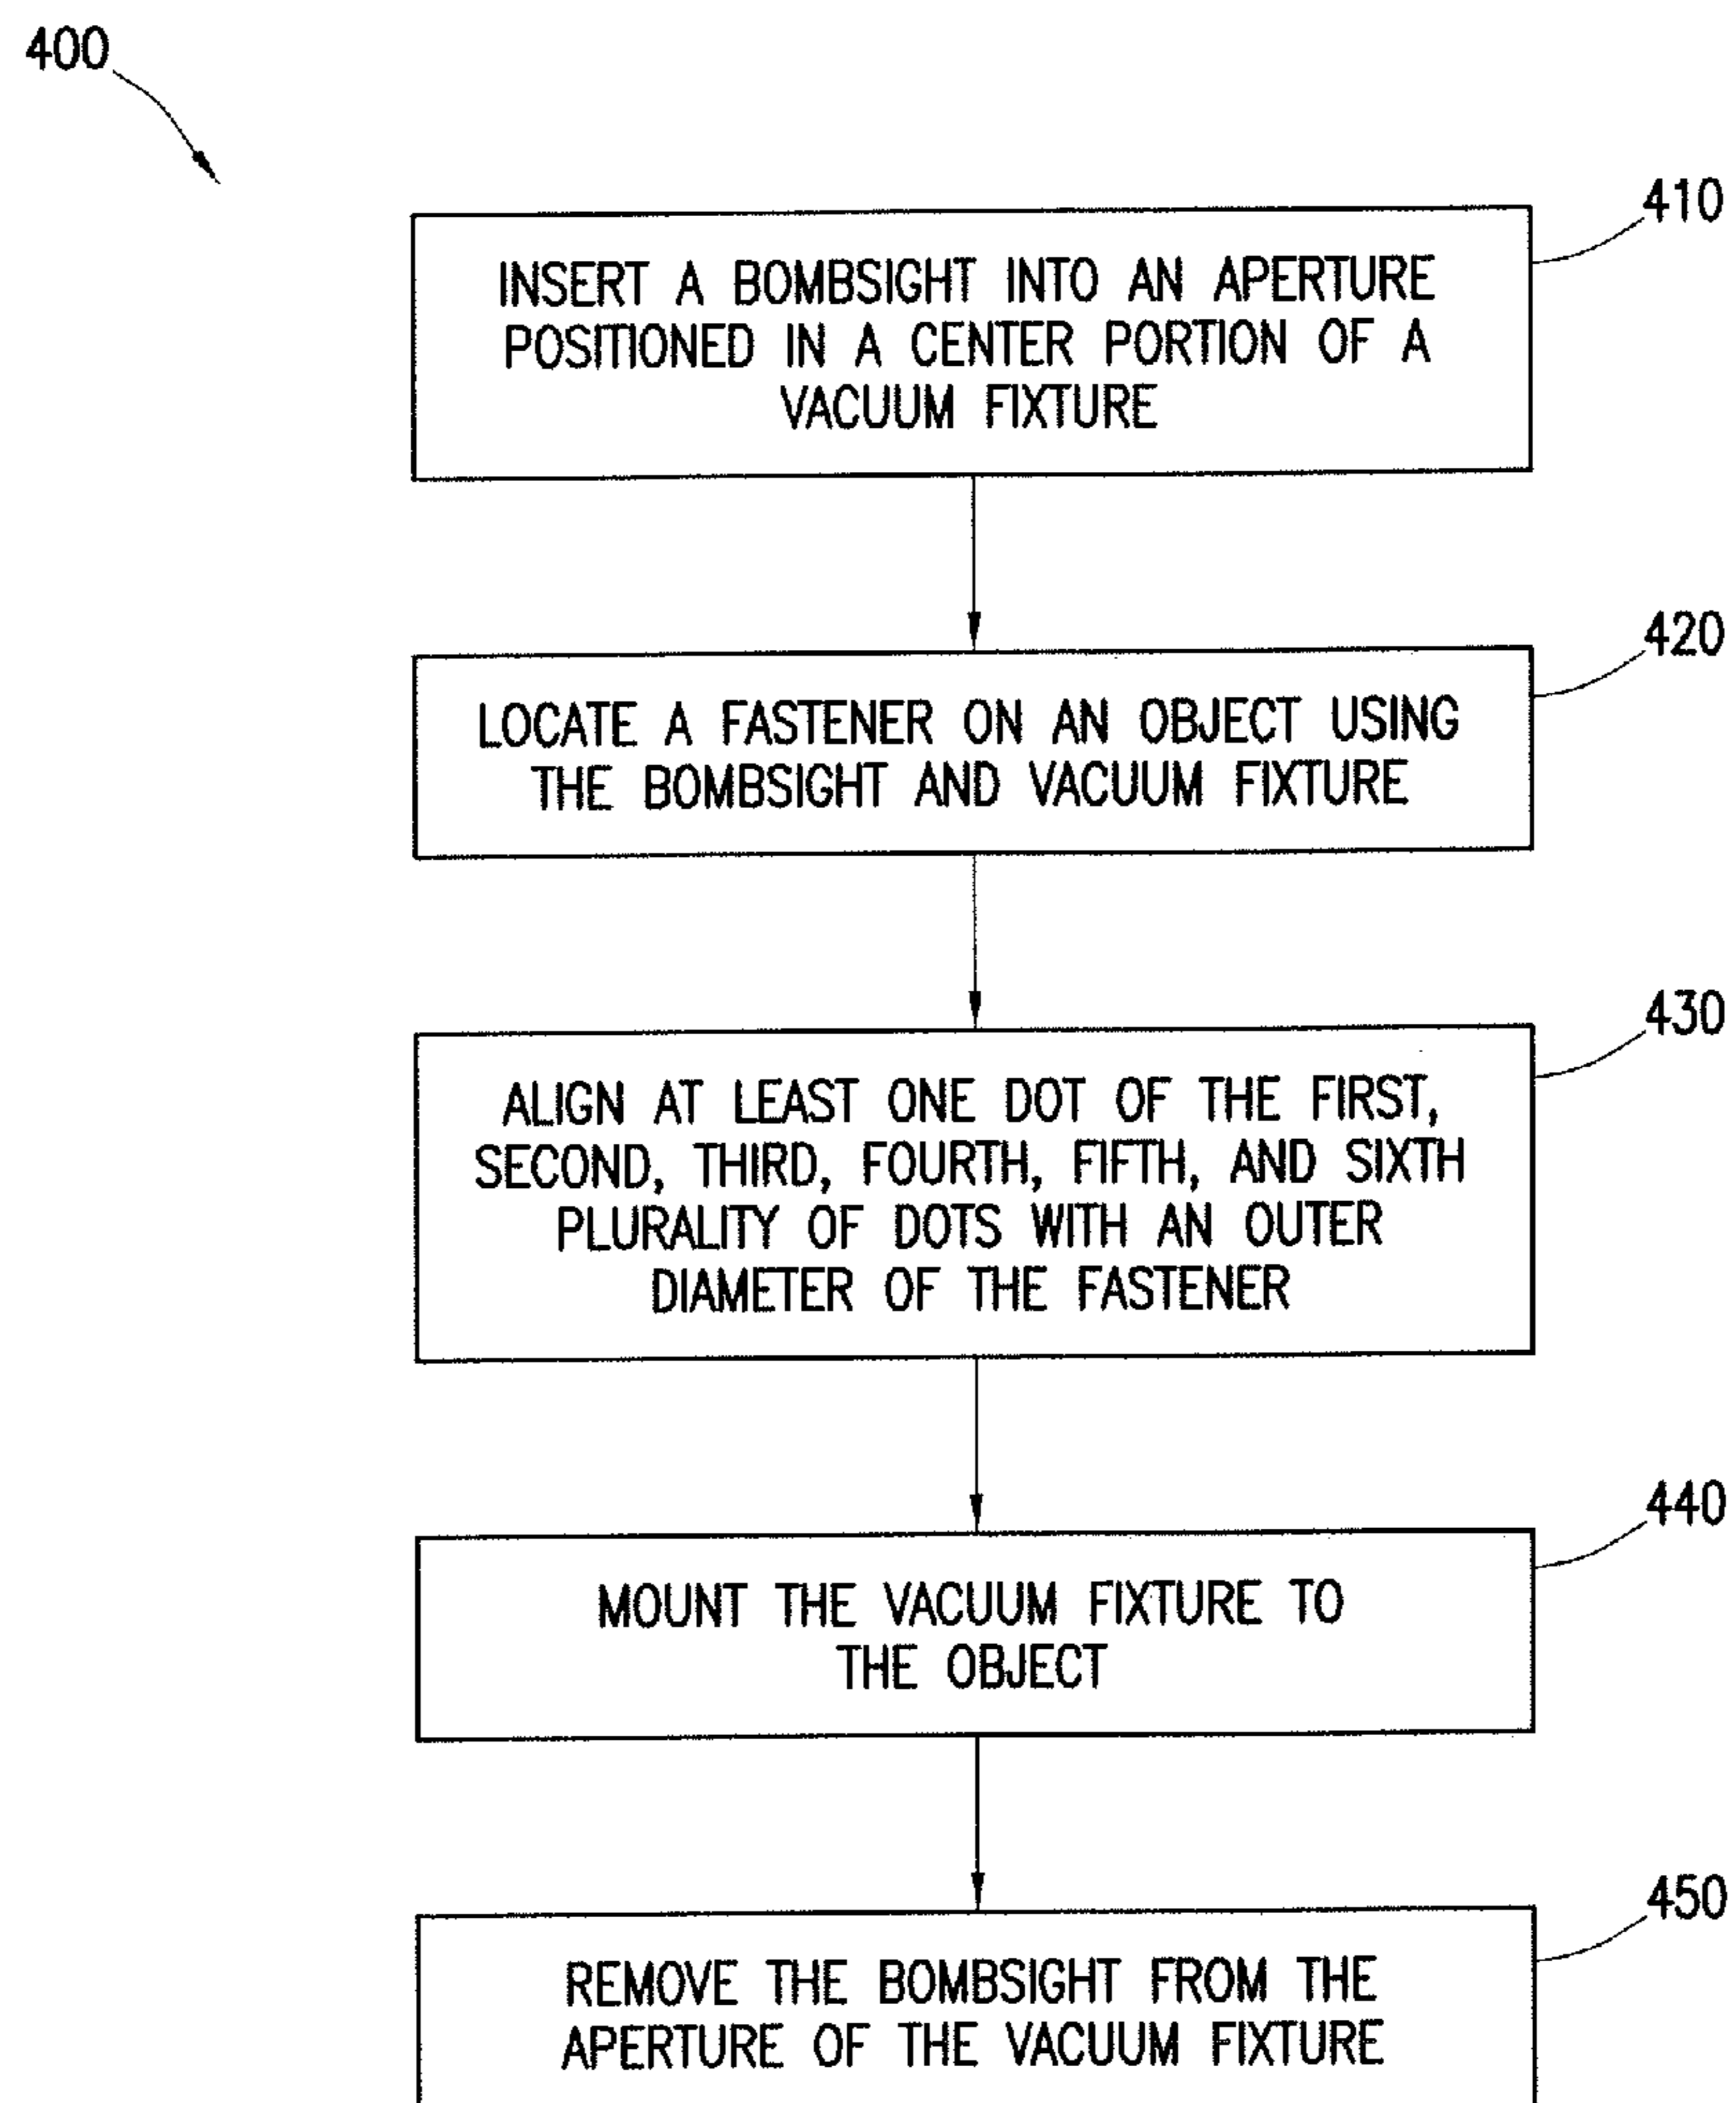 400
410
INSERT A BOMBSIGHT INTO AN APERTURE
POSITIONED IN A CENTER PORTION OF A
VACUUM FIXTURE
420
LOCATE A FASTENER ON AN OBJECT USING
THE BOMBSIGHT AND VACUUM FIXTURE
430
ALIGN AT LEAST ONE DOT OF THE FIRST,
SECOND, THIRD, FOURTH, FIFTH, AND SIXTH
PLURALITY OF DOTS WITH AN OUTER
DIAMETER OF THE FASTENER
440
MOUNT THE VACUUM FIXTURE TO
THE OBJECT
450
REMOVE THE BOMBSIGHT FROM THE
APERTURE OF THE VACUUM FIXTURE